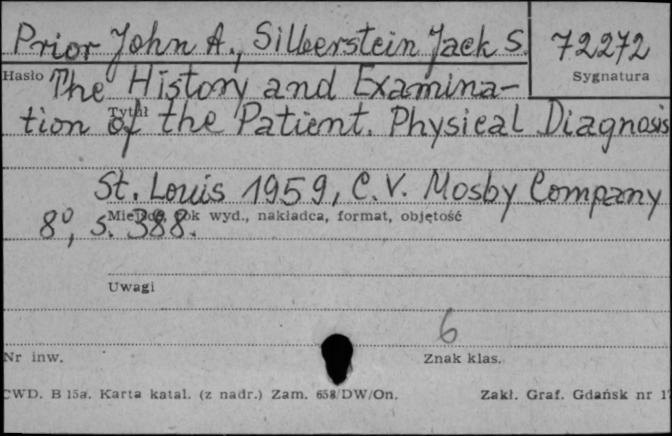 Prior John A., Silberstein Jack S. 72272
Hasło Sygnatura
The History and Examina-
Tytuł
tion of the Patient. Physical Diagnosis
St. Louis 1959, C.V. Mosby Company
Miejsce, rok wyd., nakładca, format, objętość
8º, s. 388.
Uwagi
6
Nr inw. Znak klas.
CWD. B 15a. Karta katal. (z nadr.) Zam. 658/DW/On. Zakł. Graf. Gdańsk nr